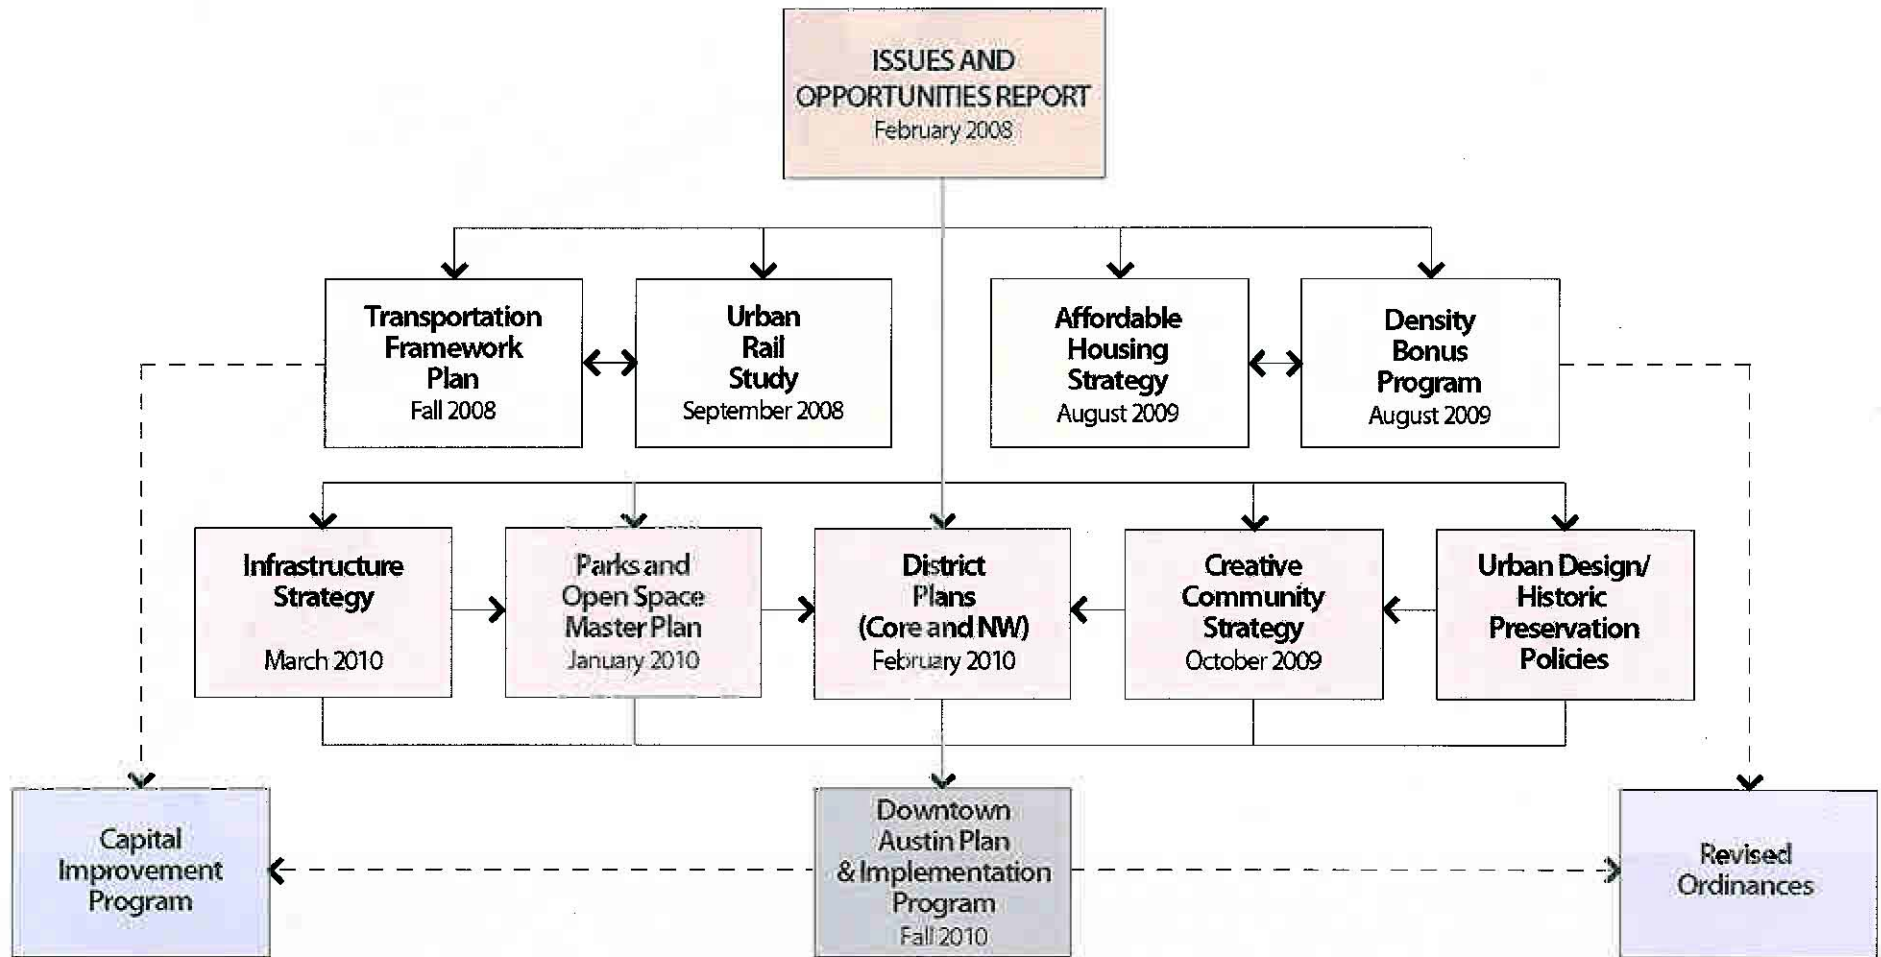 ISSUES AND
OPPORTUNITIES REPORT
February 2008
Transportation
Framework
Plan
Fall 2008
Urban
Rail
Study
September 2008
Affordable
Housing
Strategy
August 2009
Density
Bonus
Program
August 2009
Infrastructure
Strategy
March 2010
Parks and
Open Space
Master Plan
January 2010
District
Plans
(Core and NW)
February 2010
Creative
Community
Strategy
October 2009
Urban Design/
Historic
Preservation
Policies
Capital
Improvement
Program
Downtown
Austin Plan
& Implementation
Program
Fall 2010
Revised
Ordinances